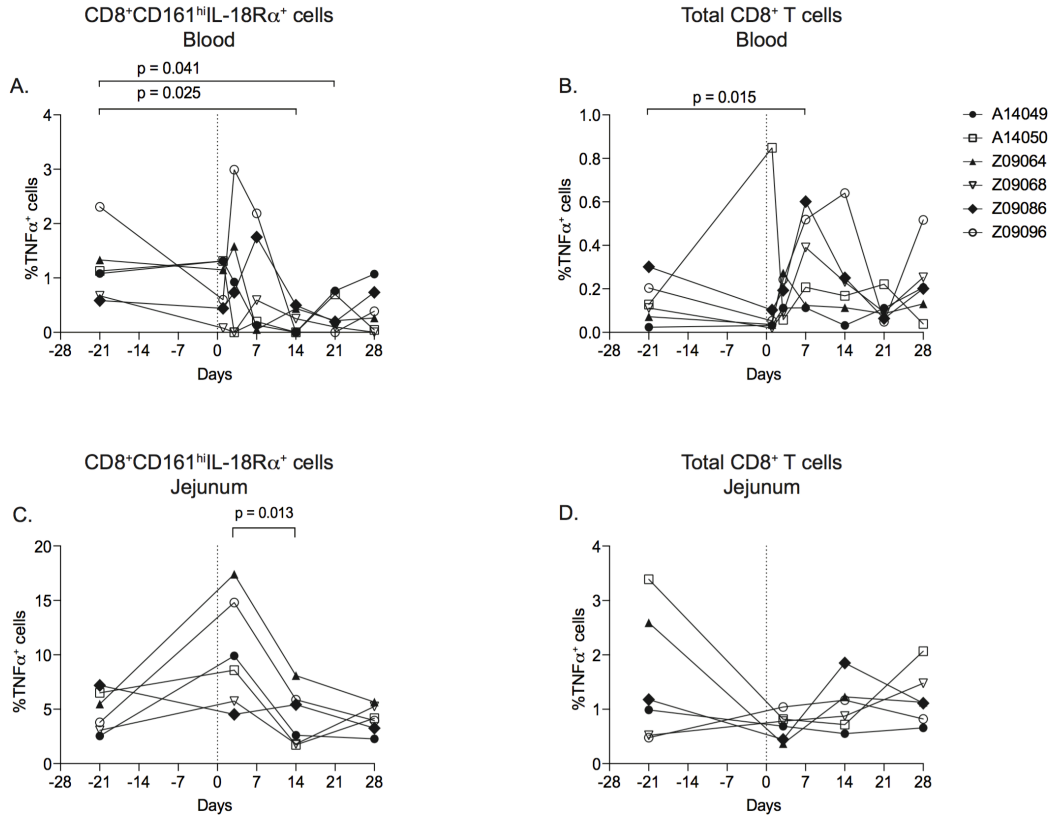 CD8⁺CD161ʰⁱIL-18Rα⁺ cells
Blood
A.
p = 0.041
p = 0.025
%TNFα⁺ cells
4
3
2
1
0
-28 -21 -14 -7 0 7 14 21 28
Days
Total CD8⁺ T cells
Blood
B.
p = 0.015
%TNFα⁺ cells
1.0
0.8
0.6
0.4
0.2
0.0
-28 -21 -14 -7 0 7 14 21 28
Days
A14049
A14050
Z09064
Z09068
Z09086
Z09096
CD8⁺CD161ʰⁱIL-18Rα⁺ cells
Jejunum
C.
p = 0.013
%TNFα⁺ cells
20
15
10
5
0
-28 -21 -14 -7 0 7 14 21 28
Days
Total CD8⁺ T cells
Jejunum
D.
%TNFα⁺ cells
4
3
2
1
0
-28 -21 -14 -7 0 7 14 21 28
Days